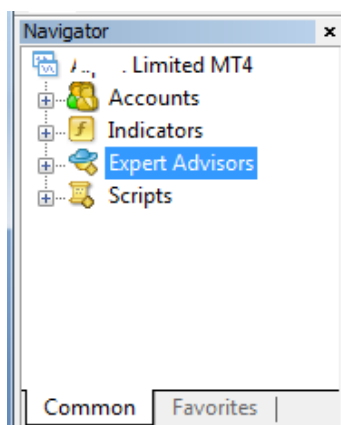 Navigator
Limited MT4
Accounts
Indicators
Expert Advisors
Scripts
Common Favorites